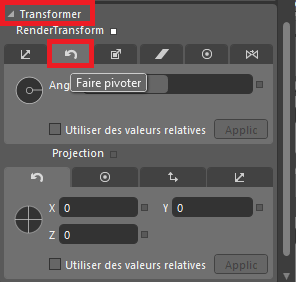 Transformer
RenderTransform
Ang
Faire pivoter
Utiliser des valeurs relatives Applic
Projection
X 0 Y 0
Z 0
Utiliser des valeurs relatives Applic